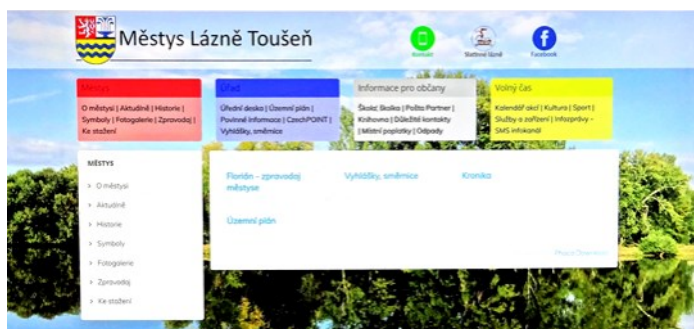 Městys Lázně Toušeň
Kontakt
Slatinné lázně
Facebook
Městys
O městysi | Aktuálně | Historie |
Symboly | Fotogalerie | Zpravodaj |
Ke stažení
Úřad
Úřední deska | Územní plán |
Povinné informace | CzechPOINT |
Vyhlášky, směrnice
Informace pro občany
Škola| Školka | Pošta Partner |
Knihovna | Důležité kontakty
| Místní poplatky | Odpady
Volný čas
Kalendář akcí | Kultura | Sport |
Služby a zařízení | Infozprávy -
SMS infokanál
MĚSTYS
› O městysi
› Aktuálně
› Historie
› Symboly
› Fotogalerie
› Zpravodaj
› Ke stažení
Florián – zpravodaj
městyse
Vyhlášky, směrnice
Kronika
Územní plán